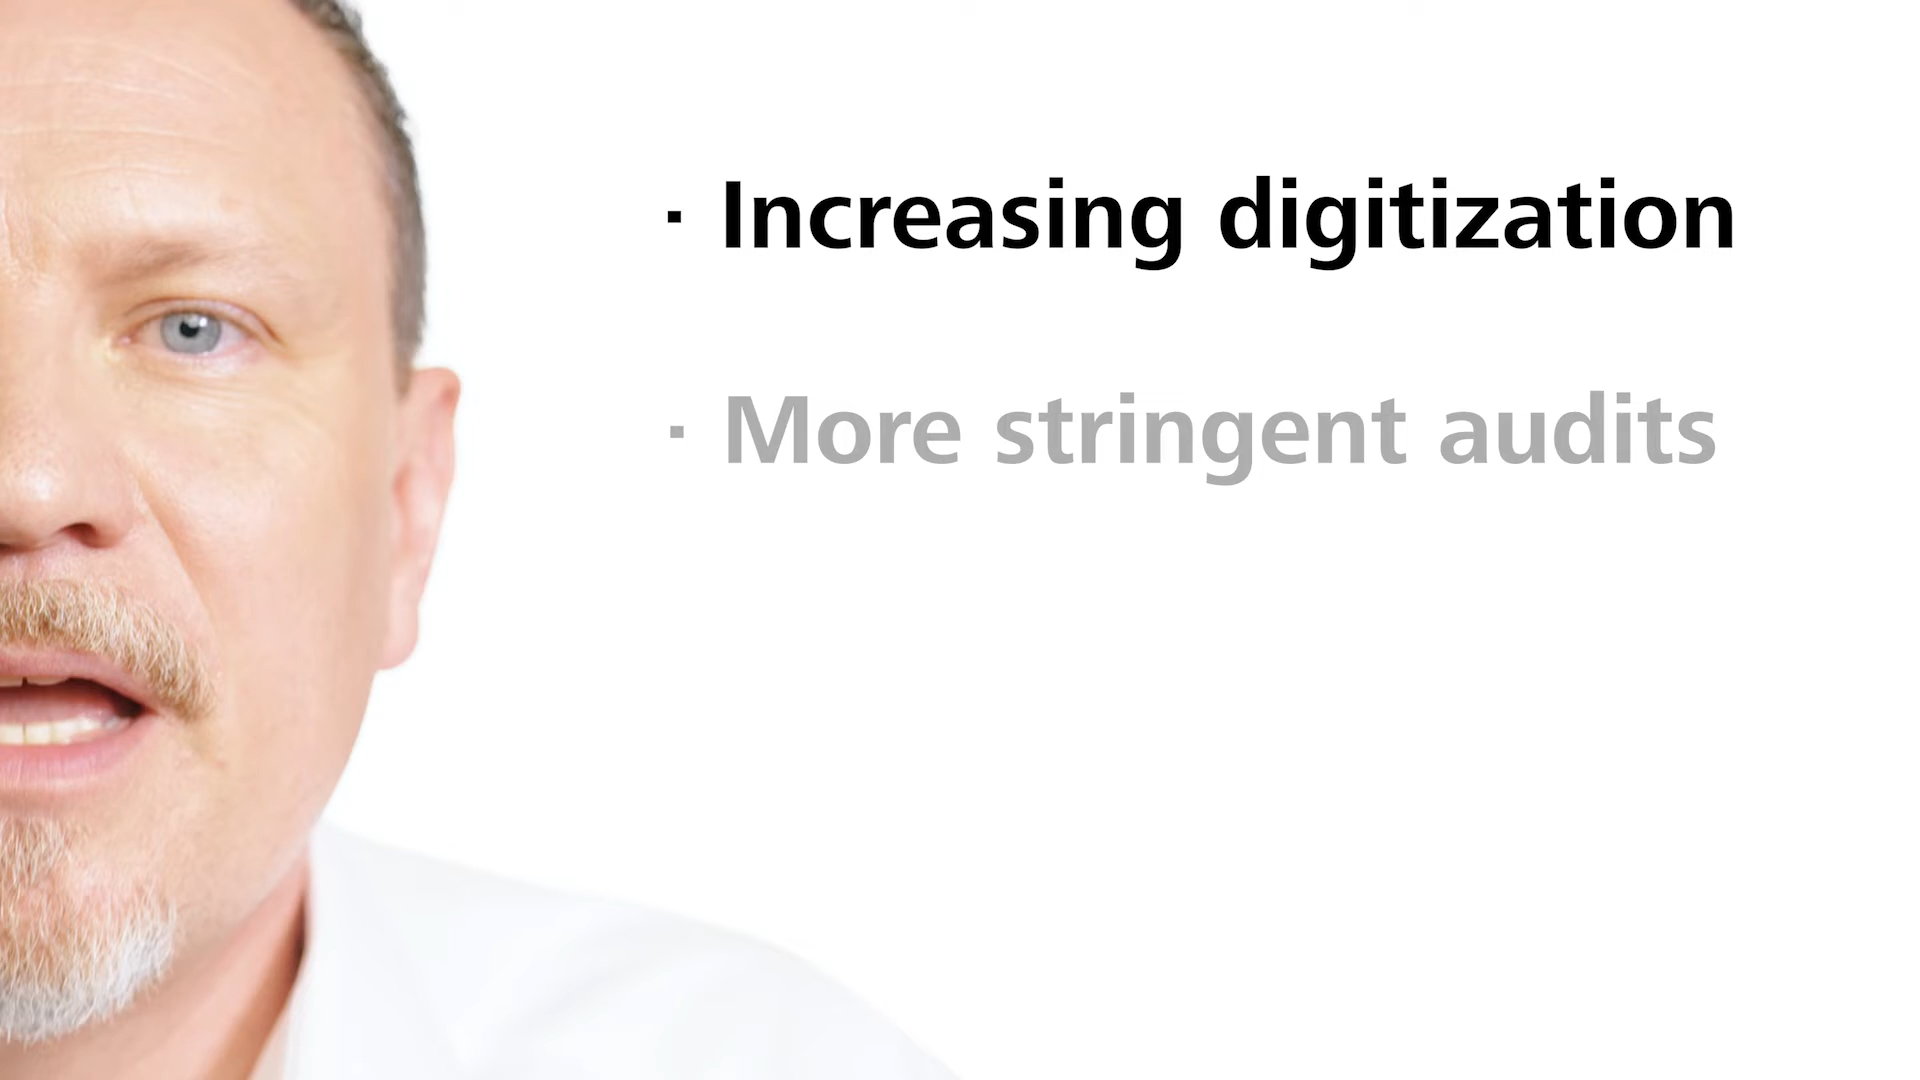 · Increasing digitization
· More stringent audits